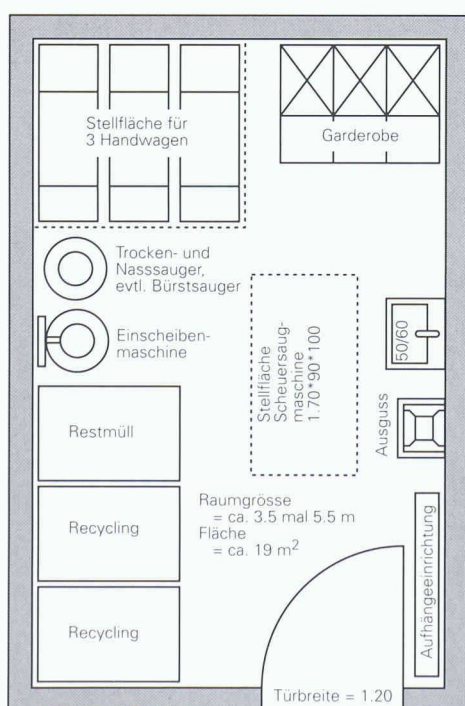 Stellfläche für
3 Handwagen
Garderobe
Trocken- und
Nasssauger,
evtl. Bürstsauger
Einscheiben-
maschine
Stellfläche
Scheuersaug-
maschine
1.70*90*100
50/60
Ausguss
Restmüll
Raumgrösse
= ca. 3.5 mal 5.5 m
Fläche
= ca. 19 m²
Recycling
Aufhängeeinrichtung
Recycling
Türbreite = 1.20